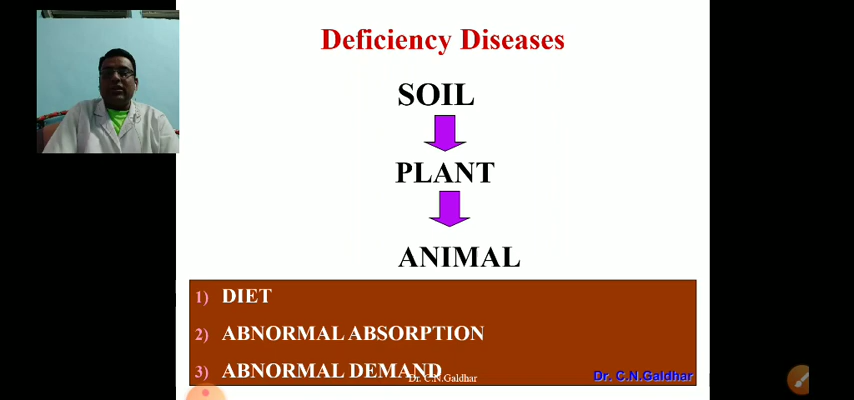 Deficiency Diseases
SOIL
PLANT
ANIMAL
1) DIET
2) ABNORMAL ABSORPTION
3) ABNORMAL DEMAND
Dr. C.N.Galdhar
Dr. C.N.Galdhar